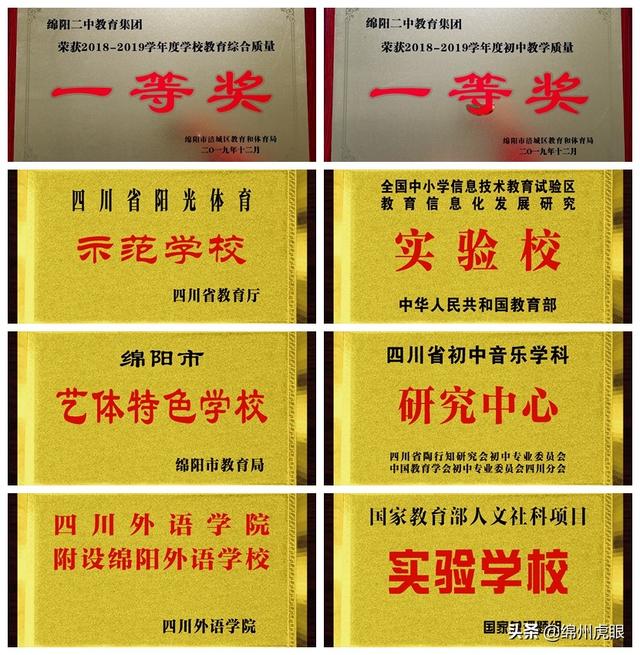 绵阳二中教育集团
荣获2018-2019学年度学校教育综合质量
一等奖
绵阳市涪城区教育和体育局
二〇一九年十二月
绵阳二中教育集团
荣获2018-2019学年度初中教学质量
一等奖
绵阳市涪城区教育和体育局
二〇一九年十二月
四川省阳光体育
示范学校
四川省教育厅
全国中小学信息技术教育试验区
教育信息化发展研究
实验校
中华人民共和国教育部
绵阳市
艺体特色学校
绵阳市教育局
四川省初中音乐学科
研究中心
四川省陶行知研究会初中专业委员会
中国教育学会初中专业委员会四川分会
四川外语学院
附设绵阳外语学校
四川外语学院
国家教育部人文社科项目
实验学校
国家
头条@绵州虎眼